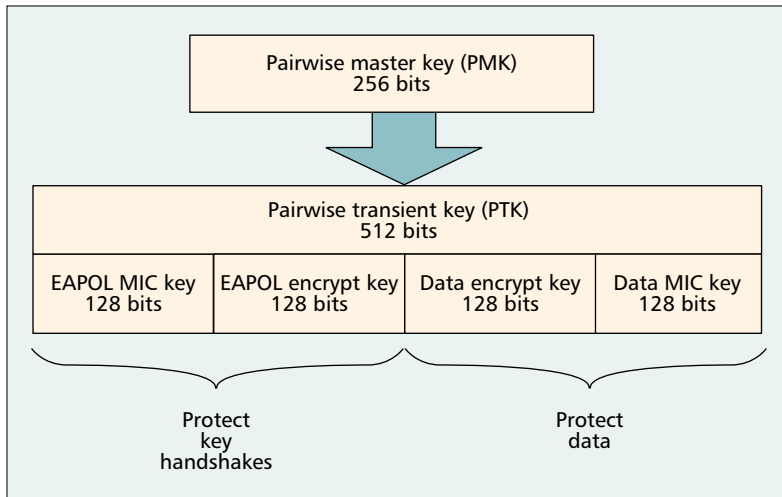 Pairwise master key (PMK)
256 bits
Pairwise transient key (PTK)
512 bits
EAPOL MIC key
128 bits
EAPOL encrypt key
128 bits
Data encrypt key
128 bits
Data MIC key
128 bits
Protect
key
handshakes
Protect
data